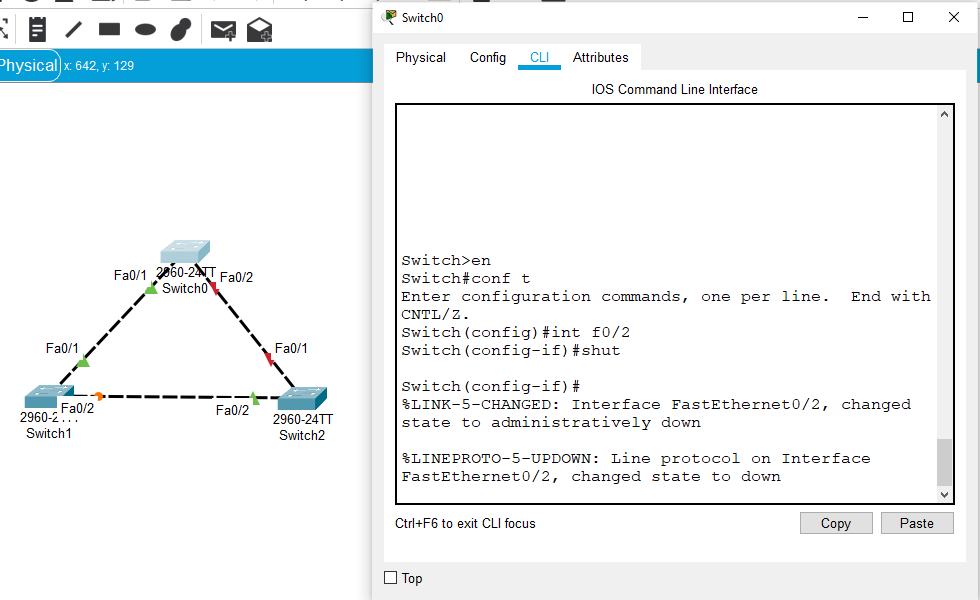 Physical x: 642, y: 129
Fa0/1
2960-24TT
Fa0/2
Switch0
Fa0/1
Fa0/1
2960-2....
Fa0/2
Switch1
Fa0/2
2960-24TT
Switch2
Switch0
Physical Config CLI Attributes
IOS Command Line Interface
Switch>en
Switch#conf t
Enter configuration commands, one per line.  End with
CNTL/Z.
Switch(config)#int f0/2
Switch(config-if)#shut
Switch(config-if)#
%LINK-5-CHANGED: Interface FastEthernet0/2, changed
state to administratively down
%LINEPROTO-5-UPDOWN: Line protocol on Interface
FastEthernet0/2, changed state to down
Ctrl+F6 to exit CLI focus
Copy Paste
Top